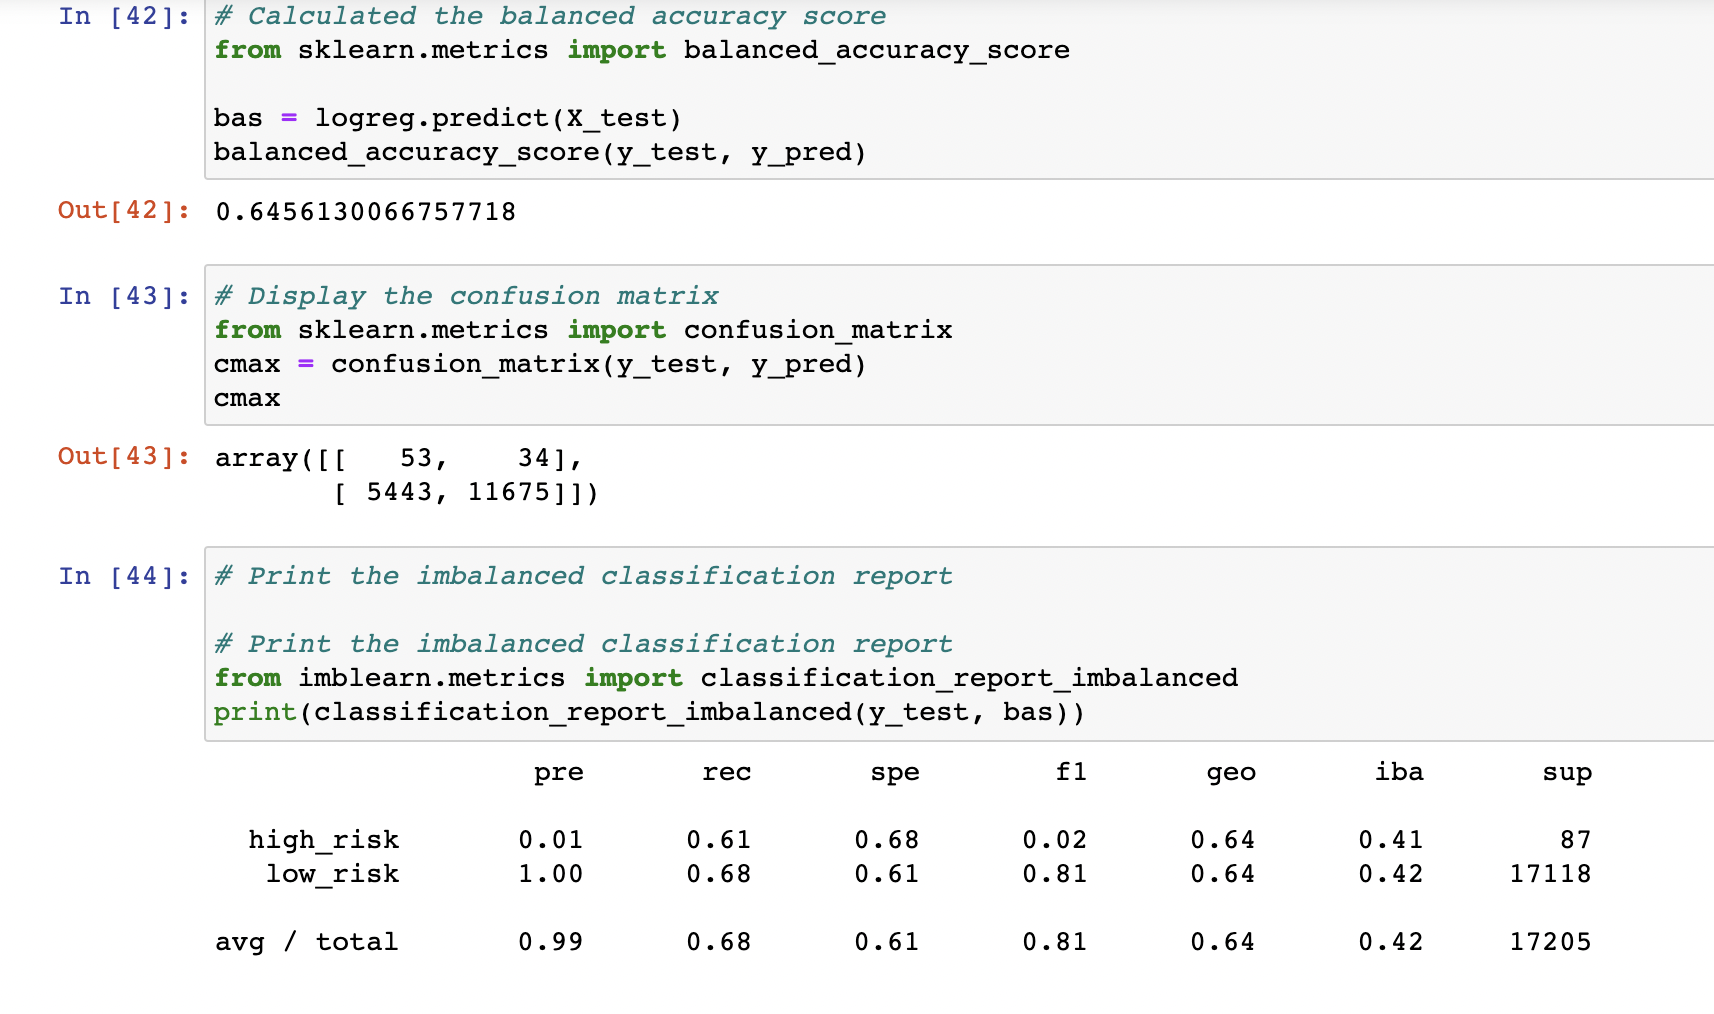 In [42]: # Calculated the balanced accuracy score
from sklearn.metrics import balanced_accuracy_score
bas = logreg.predict(X_test)
balanced_accuracy_score(y_test, y_pred)
Out[42]: 0.6456130066757718
In [43]: # Display the confusion matrix
from sklearn.metrics import confusion_matrix
cmax = confusion_matrix(y_test, y_pred)
cmax
Out[43]: array([[   53,    34],
[ 5443, 11675]])
In [44]: # Print the imbalanced classification report
# Print the imbalanced classification report
from imblearn.metrics import classification_report_imbalanced
print(classification_report_imbalanced(y_test, bas))
pre rec spe f1 geo iba sup
high_risk 0.01 0.61 0.68 0.02 0.64 0.41 87
low_risk 1.00 0.68 0.61 0.81 0.64 0.42 17118
avg / total 0.99 0.68 0.61 0.81 0.64 0.42 17205